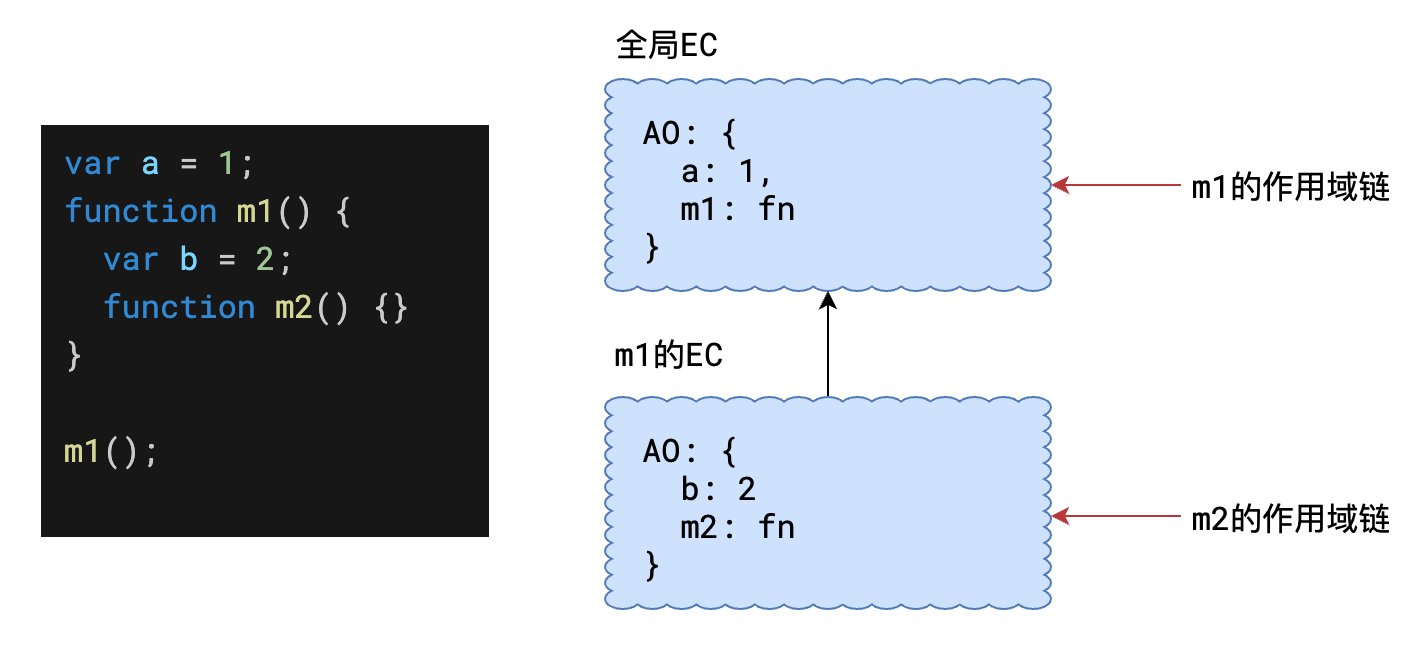 var a = 1;
function m1() {
  var b = 2;
  function m2() {}
}
m1();
全局EC
AO: {
  a: 1,
  m1: fn
}
m1的作用域链
m1的EC
AO: {
  b: 2
  m2: fn
}
m2的作用域链